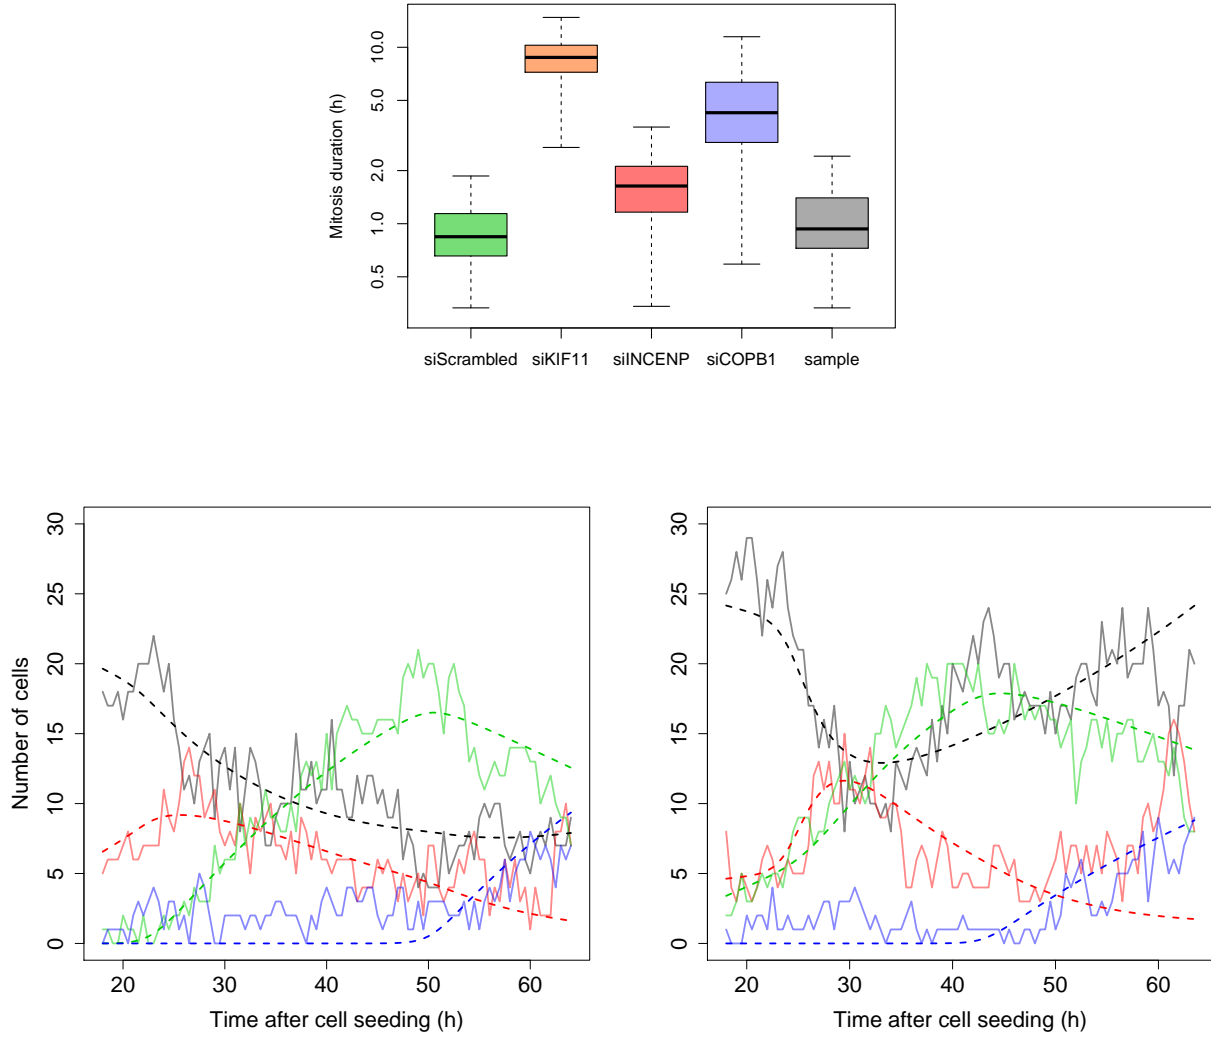 Mitosis duration (h)
10.0
5.0
2.0
1.0
0.5
siScrambled siKIF11 siINCENP siCOPB1 sample
Number of cells
30
25
20
15
10
5
0
20 30 40 50 60
Time after cell seeding (h)
30
25
20
15
10
5
0
20 30 40 50 60
Time after cell seeding (h)